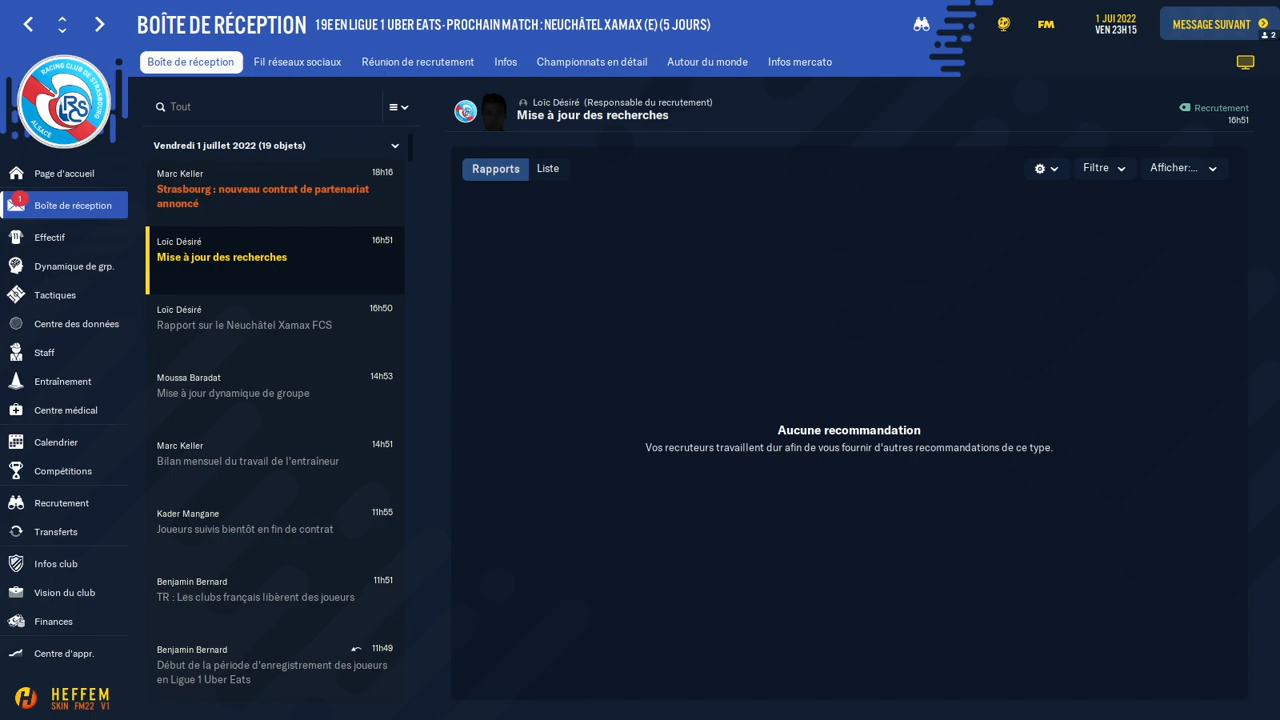 BOÎTE DE RÉCEPTION
19E EN LIGUE 1 UBER EATS - PROCHAIN MATCH : NEUCHÂTEL XAMAX (E) (5 JOURS)
FM
1 JUI 2022
VEN 23H15
MESSAGE SUIVANT
2
Boîte de réception
Fil réseaux sociaux
Réunion de recrutement
Infos
Championnats en détail
Autour du monde
Infos mercato
RACING CLUB DE STRASBOURG
RCS
ALSACE
Page d'accueil
1
Boîte de réception
Effectif
Dynamique de grp.
Tactiques
Centre des données
Staff
Entraînement
Centre médical
Calendrier
Compétitions
Recrutement
Transferts
Infos club
Vision du club
Finances
Centre d'appr.
HEFFEM
SKIN FM22 V1
Tout
Vendredi 1 juillet 2022 (19 objets)
Marc Keller
18h16
Strasbourg : nouveau contrat de partenariat
annoncé
Loïc Désiré
16h51
Mise à jour des recherches
Loïc Désiré
16h50
Rapport sur le Neuchâtel Xamax FCS
Moussa Baradat
14h53
Mise à jour dynamique de groupe
Marc Keller
14h51
Bilan mensuel du travail de l'entraîneur
Kader Mangane
11h55
Joueurs suivis bientôt en fin de contrat
Benjamin Bernard
11h51
TR : Les clubs français libèrent des joueurs
Benjamin Bernard
11h49
Début de la période d'enregistrement des joueurs
en Ligue 1 Uber Eats
Loïc Désiré (Responsable du recrutement)
Mise à jour des recherches
Recrutement
16h51
Rapports
Liste
Filtre
Afficher:...
Aucune recommandation
Vos recruteurs travaillent dur afin de vous fournir d'autres recommandations de ce type.